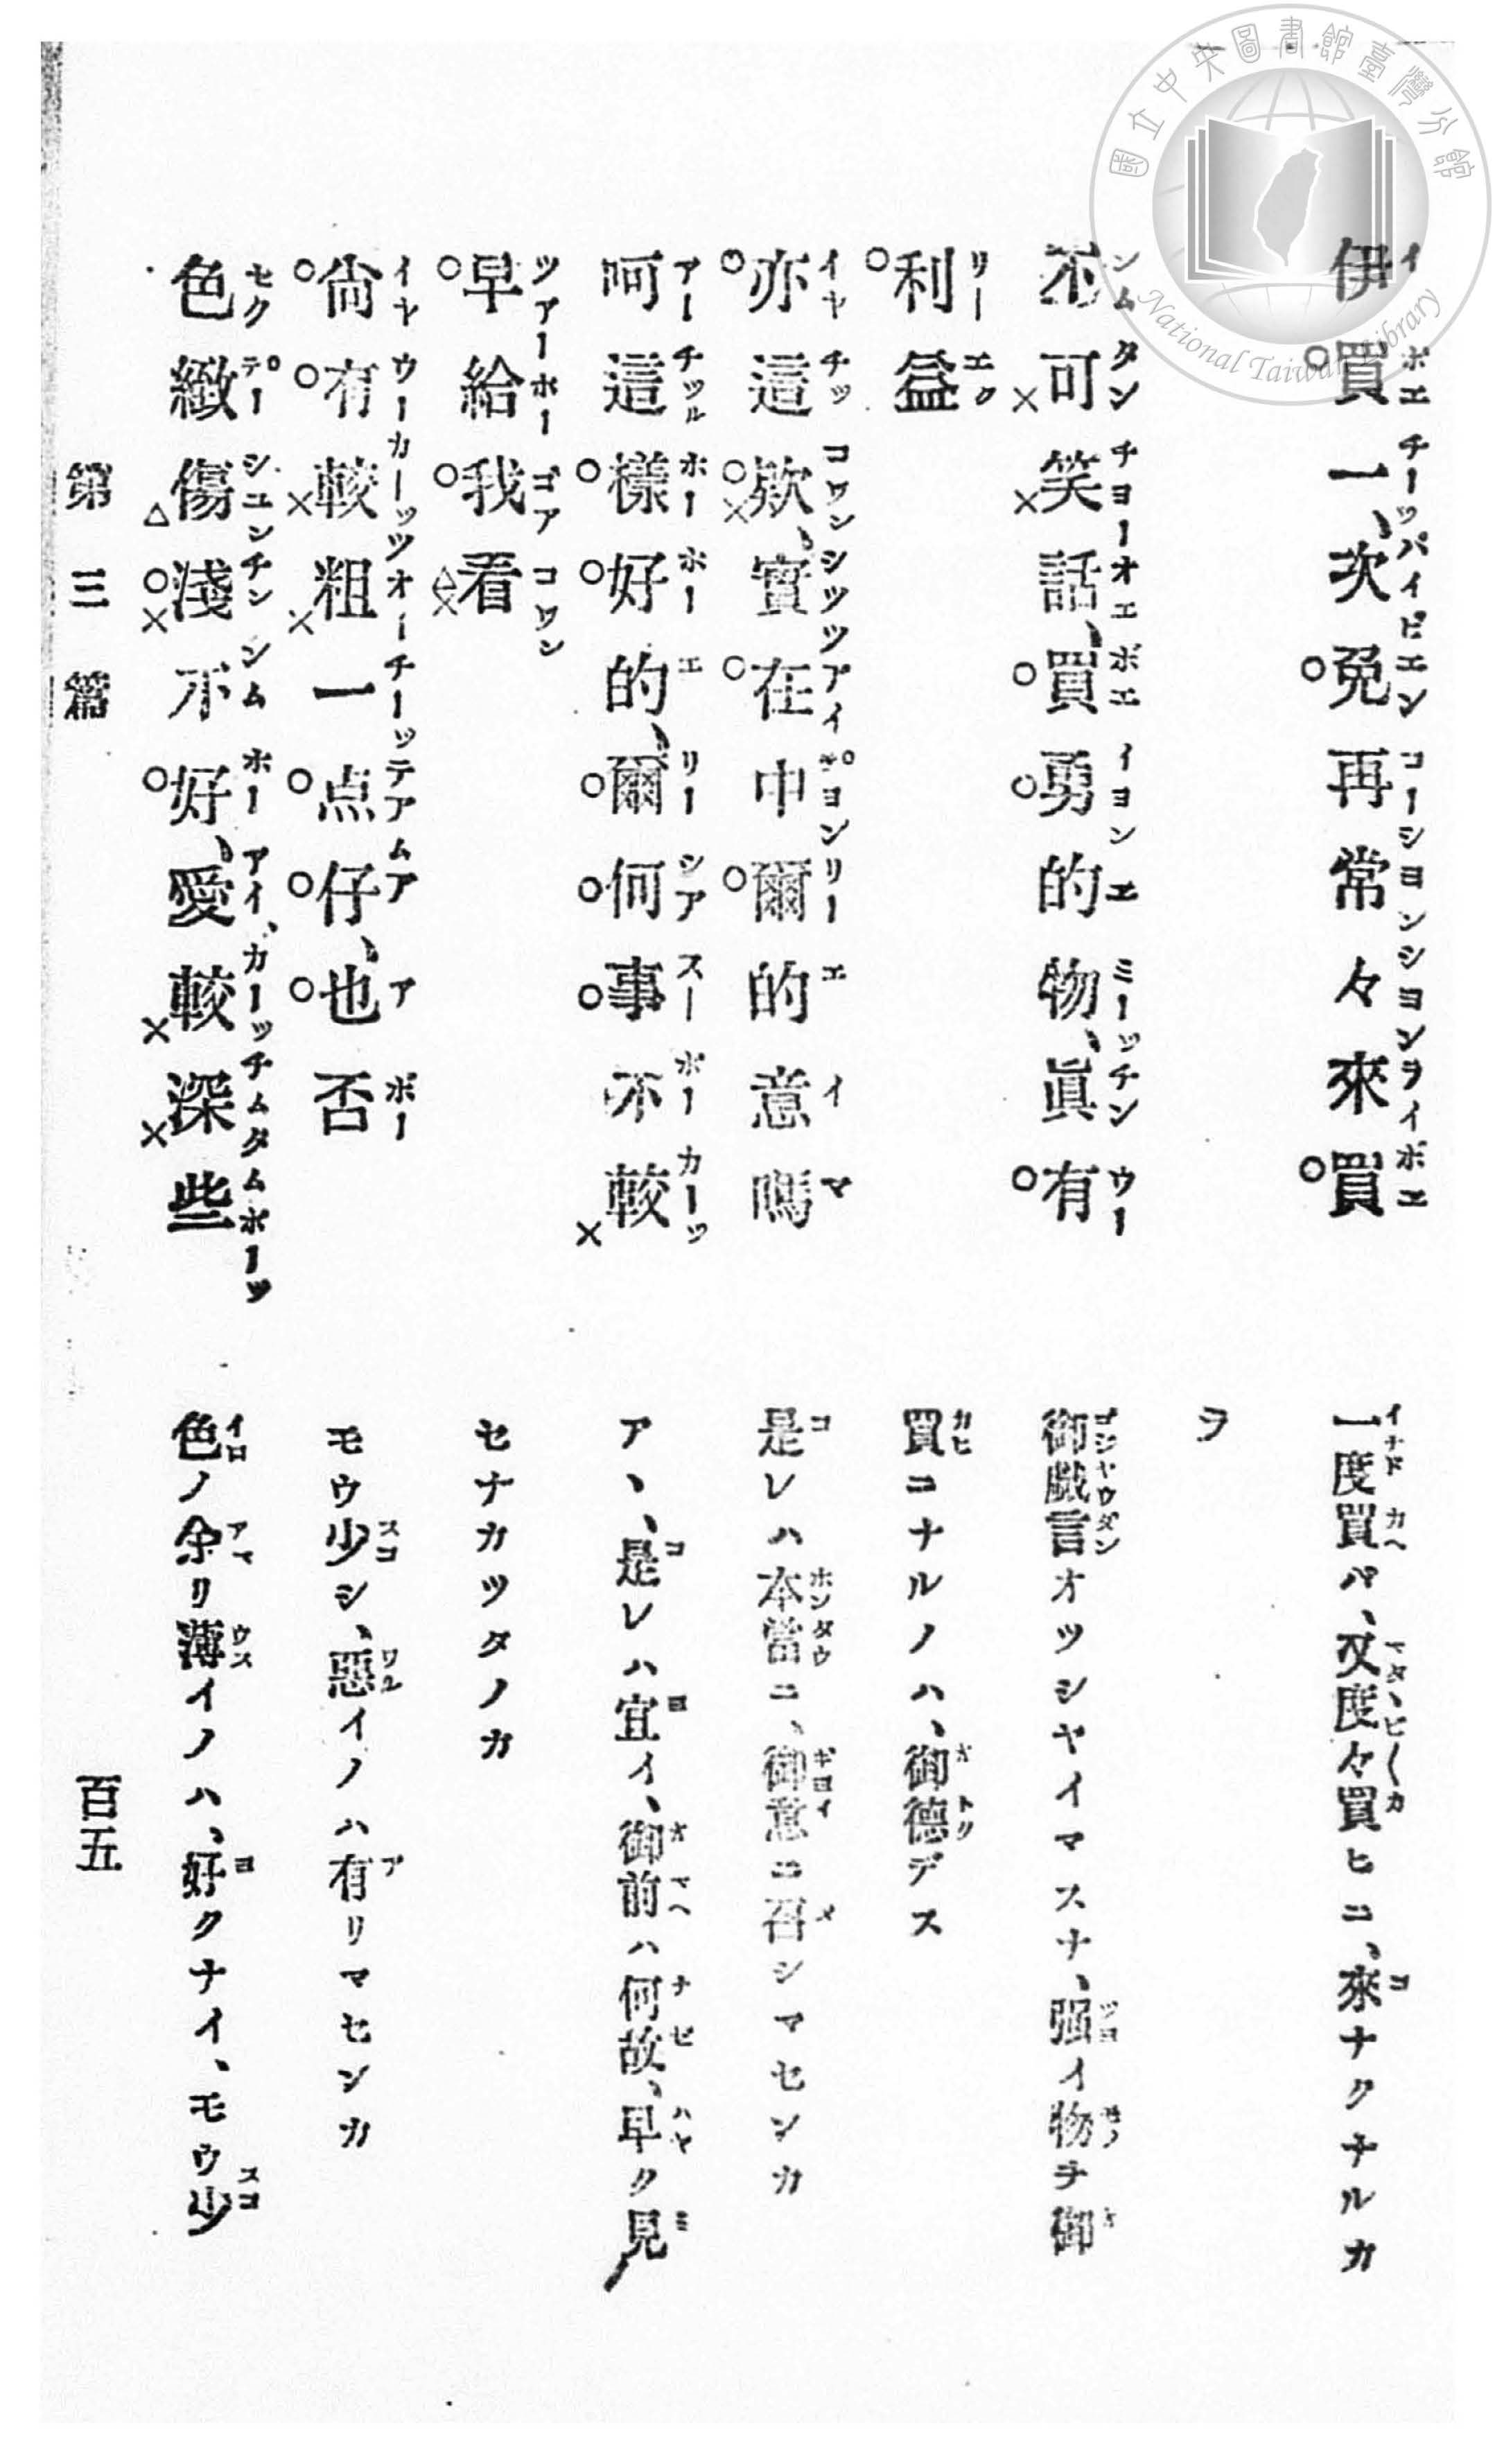 伊買一、次免再常々來買
一度買バ、又度々買ヒニ、來ナクナルカ
ヲ
不可笑話、買勇的物、眞有
御戯言オツシヤイマスナ、强イ物ヲ御
利益
買コナルノハ、御德デス
亦這欵、實在中爾的意嗎
是レハ本當ニ、御意ニ召シマセンカ
呵這樣好的、爾何事不較
アヽ、是レハ宜イ、御前ハ何故、早ク見
早給我看
セナカツタノカ
尙有較粗一点仔、也否
モウ少シ、惡イノハ有リマセンカ
色緻傷淺不好、愛較深些
色ノ余リ薄イノハ、好クナイ、モウ少
第三篇
百五
國立中央圖書館臺灣分館
National Taiwan Library